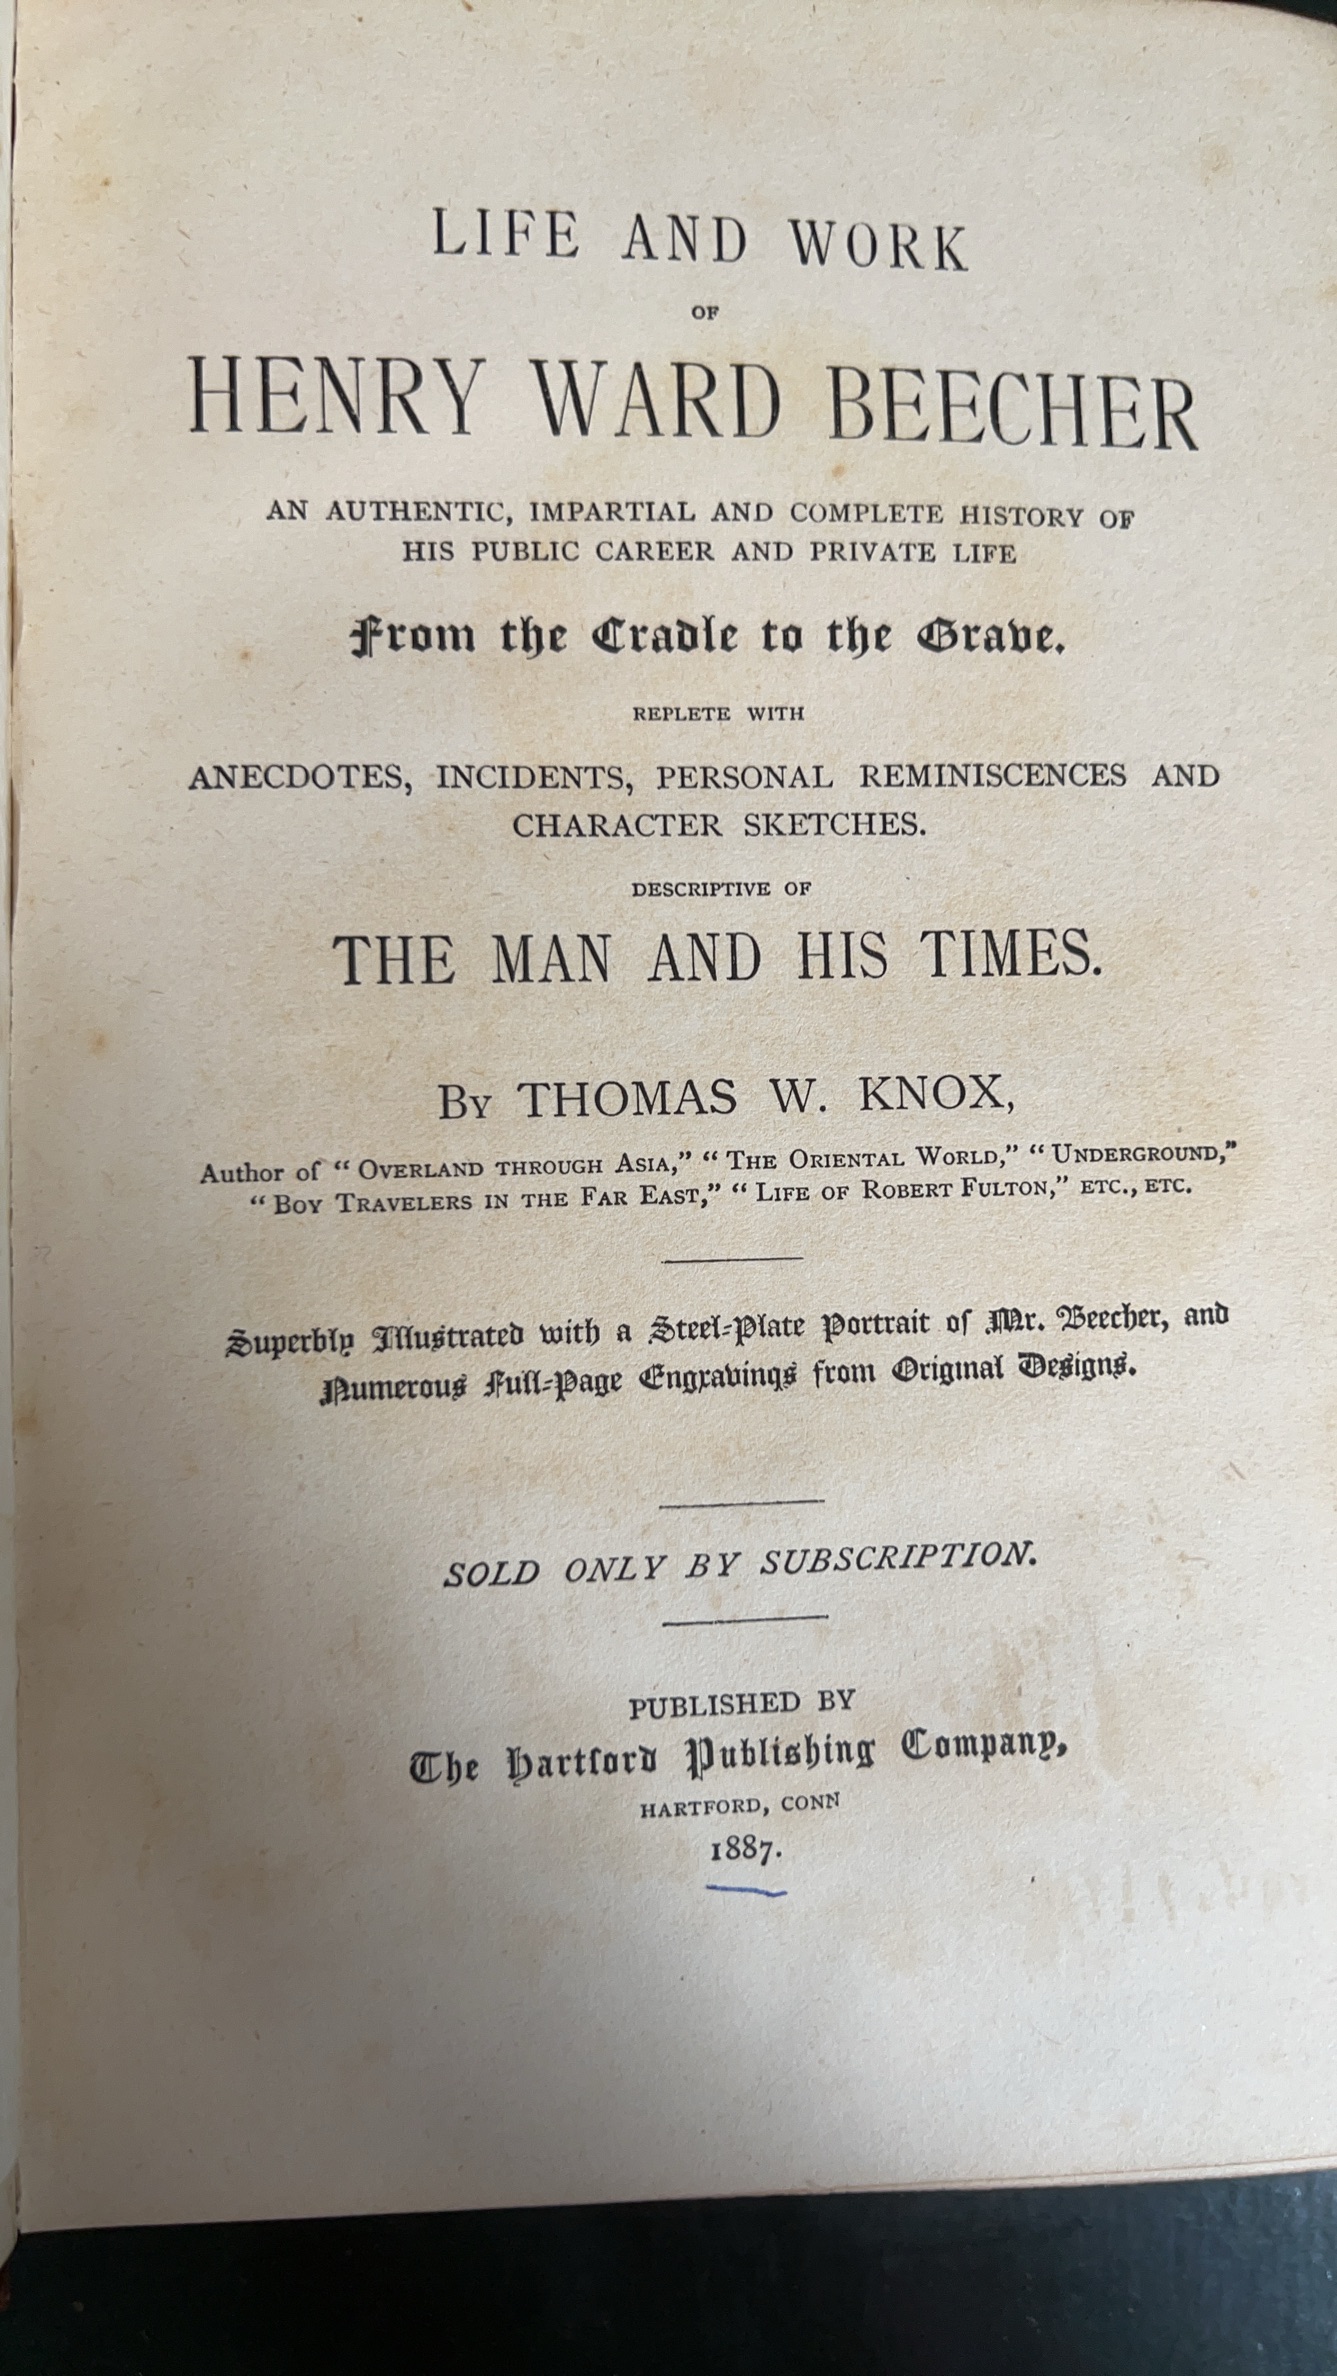 LIFE AND WORK
OF
HENRY WARD BEECHER
AN AUTHENTIC, IMPARTIAL AND COMPLETE HISTORY OF
HIS PUBLIC CAREER AND PRIVATE LIFE
From the Cradle to the Grave.
REPLETE WITH
ANECDOTES, INCIDENTS, PERSONAL REMINISCENCES AND
CHARACTER SKETCHES.
DESCRIPTIVE OF
THE MAN AND HIS TIMES.
BY THOMAS W. KNOX,
Author of “OVERLAND THROUGH ASIA,” “THE ORIENTAL WORLD,” “UNDERGROUND,”
“BOY TRAVELERS IN THE FAR EAST,” “LIFE OF ROBERT FULTON,” ETC., ETC.
Superbly Illustrated with a Steel-Plate Portrait of Mr. Beecher, and
Numerous Full-Page Engravings from Original Designs.
SOLD ONLY BY SUBSCRIPTION.
PUBLISHED BY
The Hartford Publishing Company,
HARTFORD, CONN
1887.